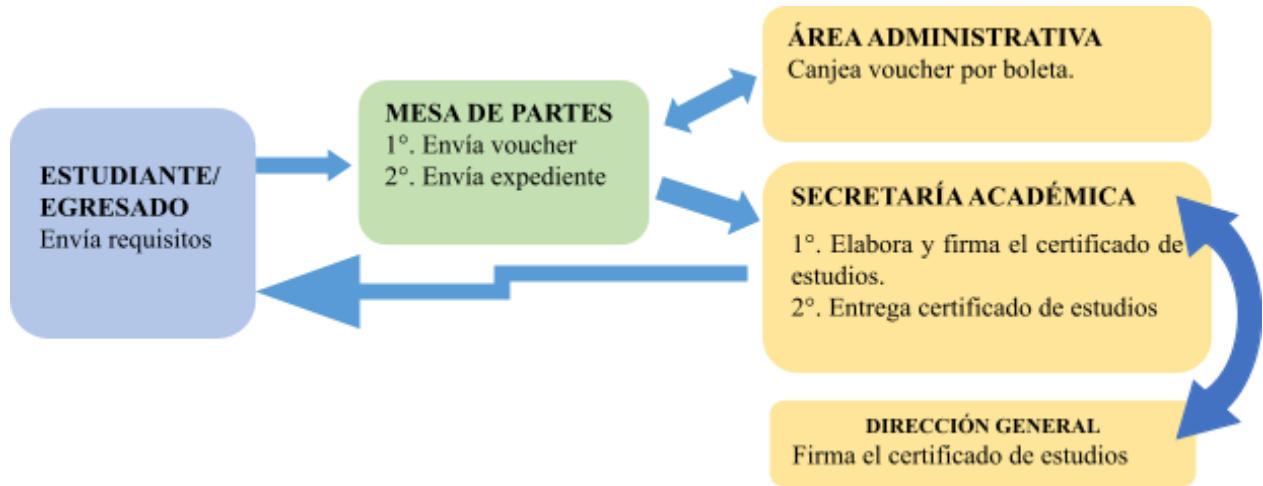 ESTUDIANTE/
EGRESADO
Envía requisitos
MESA DE PARTES
1°. Envía voucher
2°. Envía expediente
ÁREA ADMINISTRATIVA
Canjea voucher por boleta.
SECRETARÍA ACADÉMICA
1°. Elabora y firma el certificado de
estudios.
2°. Entrega certificado de estudios
DIRECCIÓN GENERAL
Firma el certificado de estudios